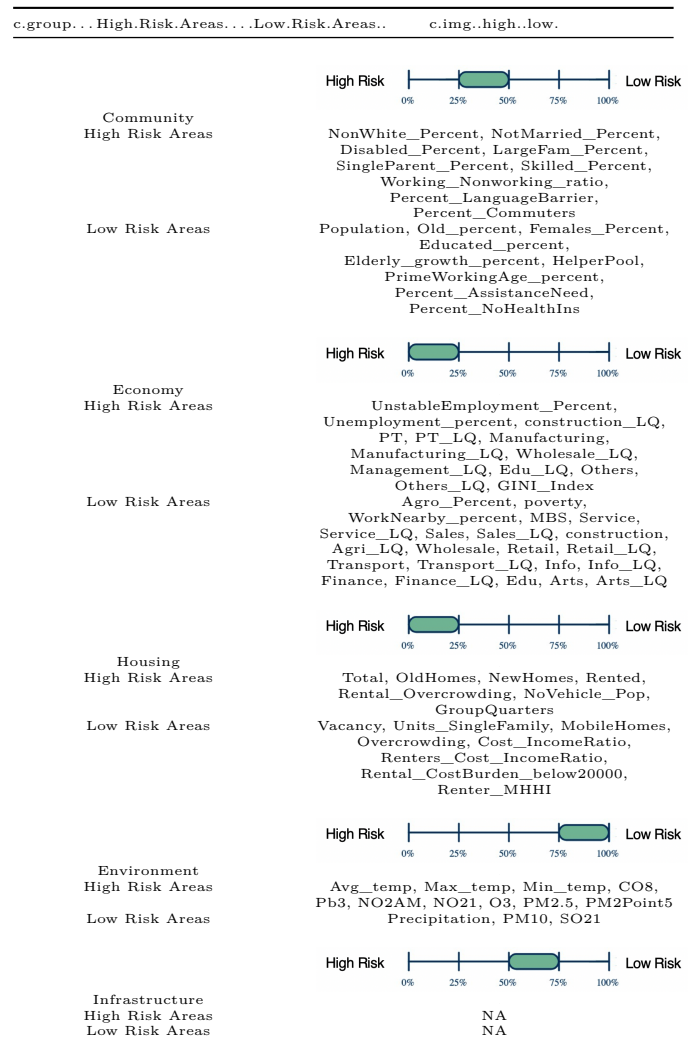 c.group...High.Risk.Areas....Low.Risk.Areas.. c.img..high..low.
High Risk Low Risk
0% 25% 50% 75% 100%
Community
High Risk Areas NonWhite_Percent, NotMarried_Percent,
Disabled_Percent, LargeFam_Percent,
SingleParent_Percent, Skilled_Percent,
Working_Nonworking_ratio,
Percent_LanguageBarrier,
Percent_Commuters
Low Risk Areas Population, Old_percent, Females_Percent,
Educated_percent,
Elderly_growth_percent, HelperPool,
PrimeWorkingAge_percent,
Percent_AssistanceNeed,
Percent_NoHealthIns
High Risk Low Risk
0% 25% 50% 75% 100%
Economy
High Risk Areas UnstableEmployment_Percent,
Unemployment_percent, construction_LQ,
PT, PT_LQ, Manufacturing,
Manufacturing_LQ, Wholesale_LQ,
Management_LQ, Edu_LQ, Others,
Others_LQ, GINI_Index
Low Risk Areas Agro_Percent, poverty,
WorkNearby_percent, MBS, Service,
Service_LQ, Sales, Sales_LQ, construction,
Agri_LQ, Wholesale, Retail, Retail_LQ,
Transport, Transport_LQ, Info, Info_LQ,
Finance, Finance_LQ, Edu, Arts, Arts_LQ
High Risk Low Risk
0% 25% 50% 75% 100%
Housing
High Risk Areas Total, OldHomes, NewHomes, Rented,
Rental_Overcrowding, NoVehicle_Pop,
GroupQuarters
Low Risk Areas Vacancy, Units_SingleFamily, MobileHomes,
Overcrowding, Cost_IncomeRatio,
Renters_Cost_IncomeRatio,
Rental_CostBurden_below20000,
Renter_MHHI
High Risk Low Risk
0% 25% 50% 75% 100%
Environment
High Risk Areas Avg_temp, Max_temp, Min_temp, CO8,
Pb3, NO2AM, NO21, O3, PM2.5, PM2Point5
Low Risk Areas Precipitation, PM10, SO21
High Risk Low Risk
0% 25% 50% 75% 100%
Infrastructure
High Risk Areas NA
Low Risk Areas NA